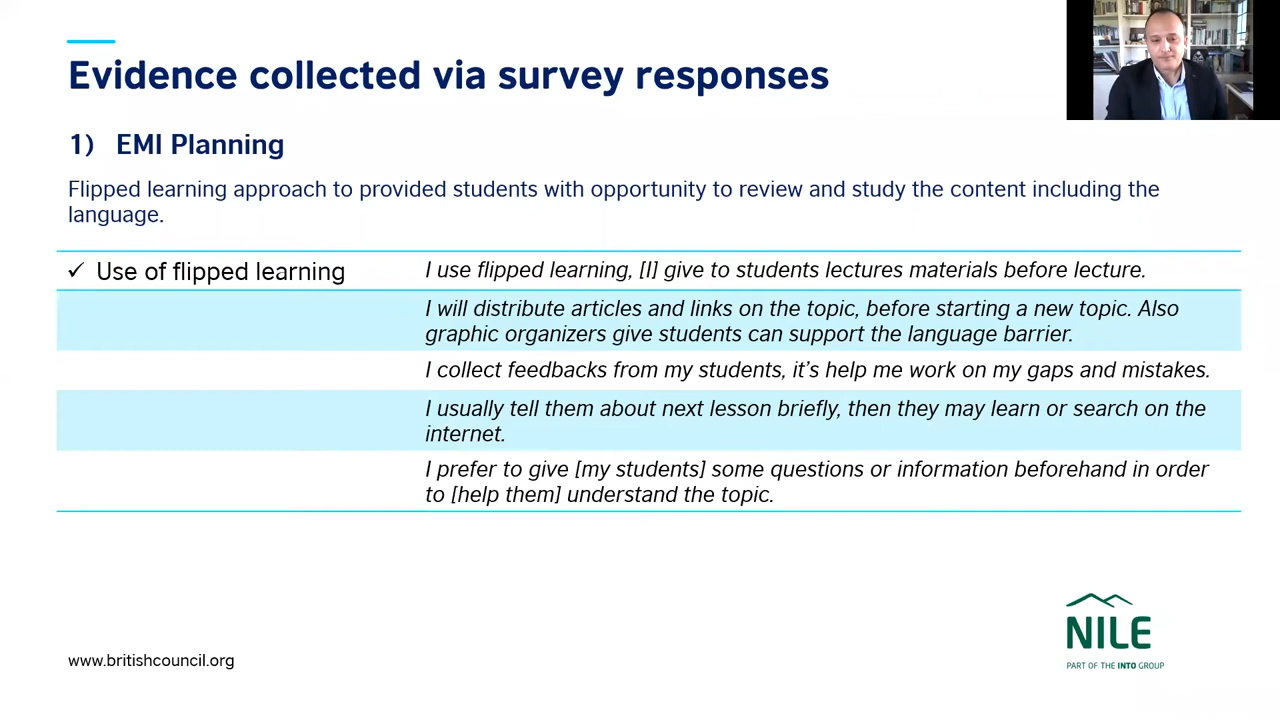 Evidence collected via survey responses
1) EMI Planning
Flipped learning approach to provided students with opportunity to review and study the content including the
language.
✓ Use of flipped learning
I use flipped learning, [I] give to students lectures materials before lecture.
I will distribute articles and links on the topic, before starting a new topic. Also
graphic organizers give students can support the language barrier.
I collect feedbacks from my students, it’s help me work on my gaps and mistakes.
I usually tell them about next lesson briefly, then they may learn or search on the
internet.
I prefer to give [my students] some questions or information beforehand in order
to [help them] understand the topic.
NILE
PART OF THE INTO GROUP
www.britishcouncil.org